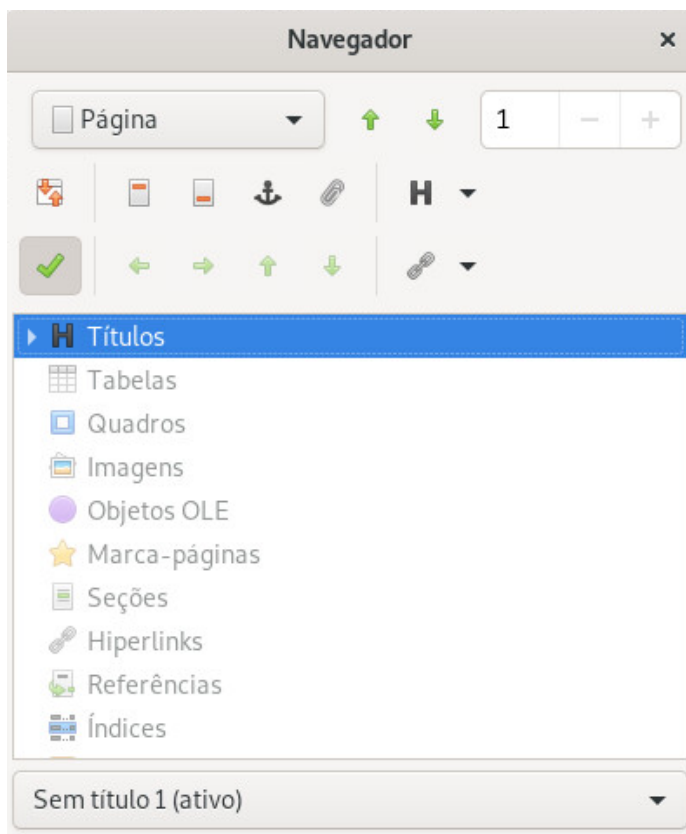 Navegador
Página
1
Títulos
Tabelas
Quadros
Imagens
Objetos OLE
Marca-páginas
Seções
Hiperlinks
Referências
Índices
Sem título 1 (ativo)